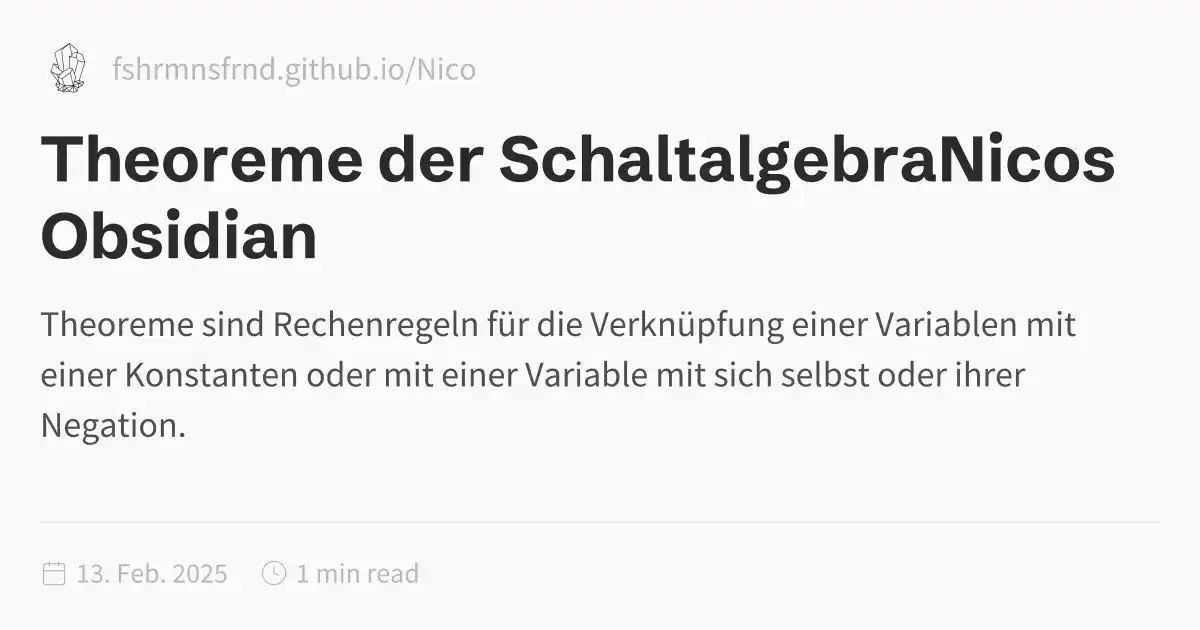 fshrmnsfrnd.github.io/Nico
Theoreme der SchaltalgebraNicos
Obsidian
Theoreme sind Rechenregeln für die Verknüpfung einer Variablen mit
einer Konstanten oder mit einer Variable mit sich selbst oder ihrer
Negation.
13. Feb. 2025 1 min read